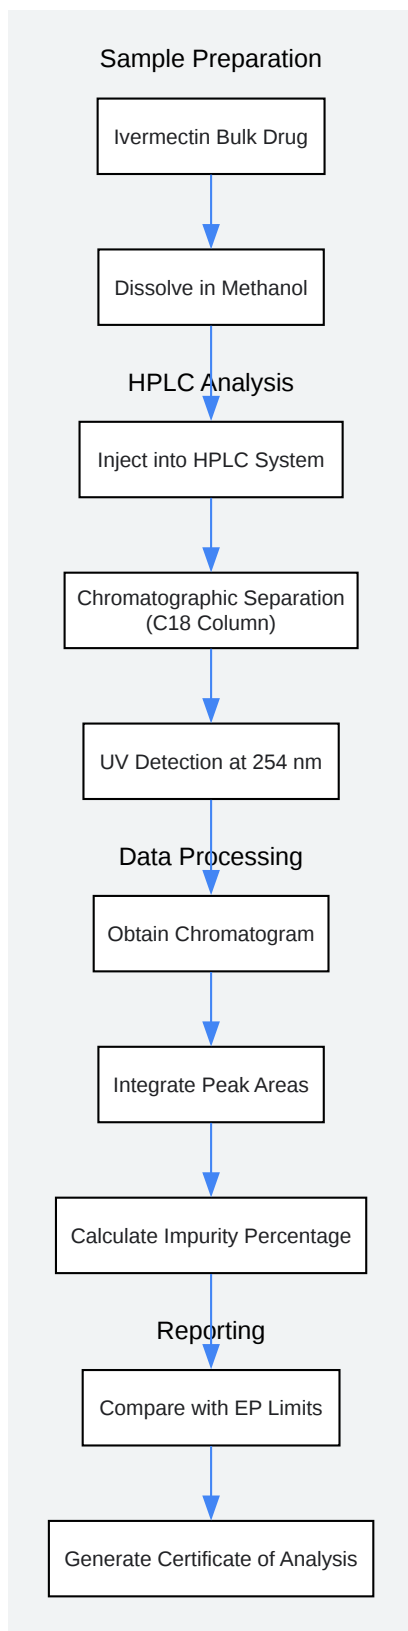 Sample Preparation
Ivermectin Bulk Drug
Dissolve in Methanol
HPLC Analysis
Inject into HPLC System
Chromatographic Separation
(C18 Column)
UV Detection at 254 nm
Data Processing
Obtain Chromatogram
Integrate Peak Areas
Calculate Impurity Percentage
Reporting
Compare with EP Limits
Generate Certificate of Analysis